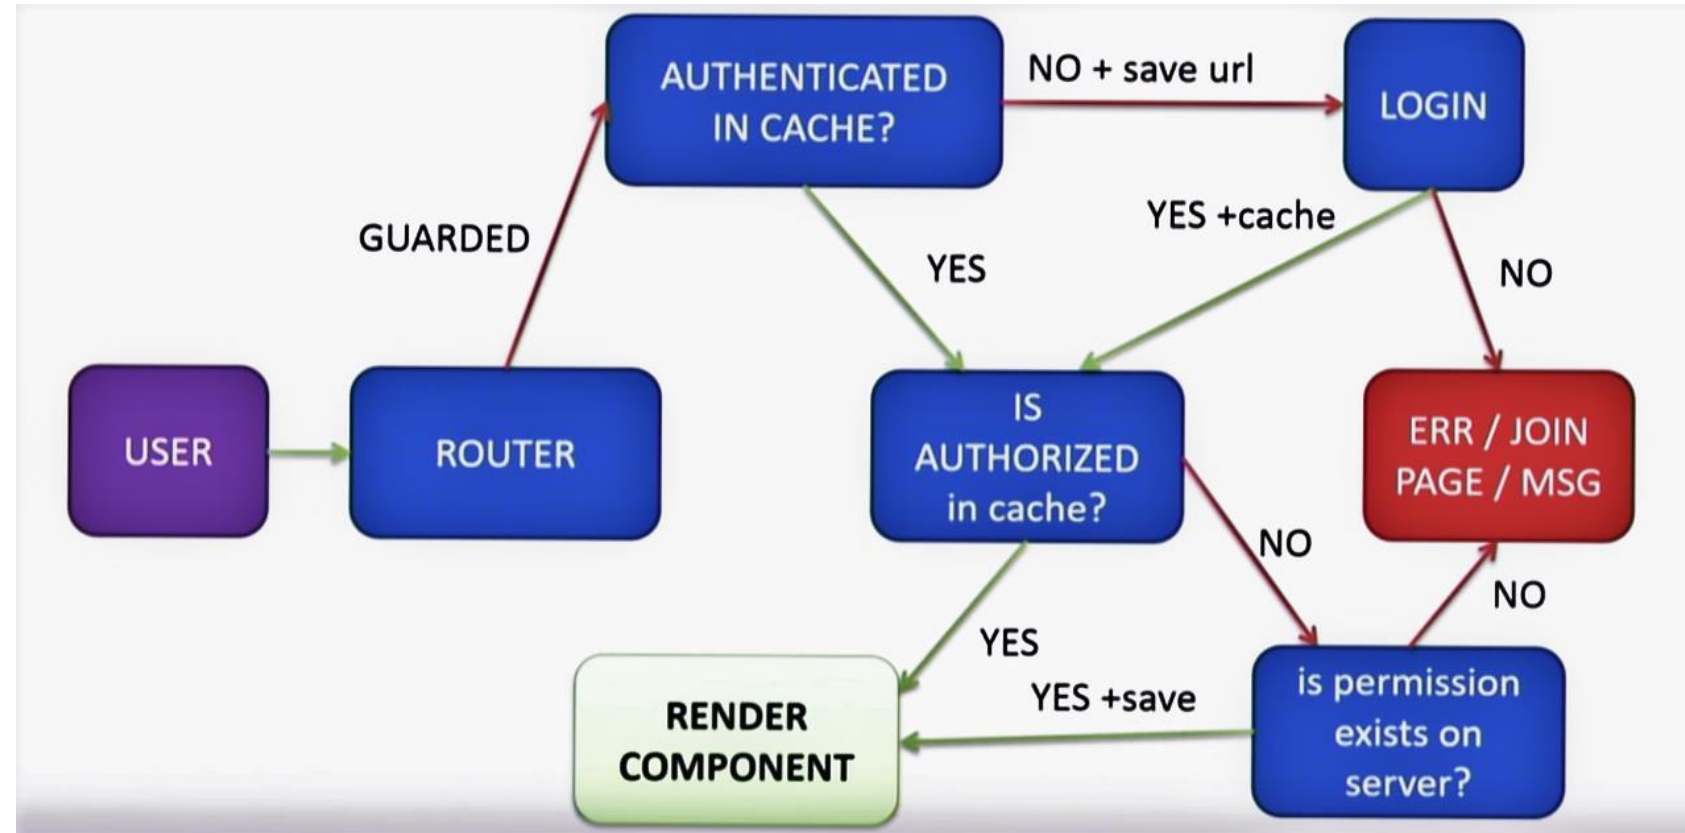 AUTHENTICATED
IN CACHE?
NO + save url
LOGIN
GUARDED
YES
YES +cache
NO
USER
ROUTER
IS
AUTHORIZED
in cache?
ERR / JOIN
PAGE / MSG
NO
NO
YES
YES +save
RENDER
COMPONENT
is permission
exists on
server?